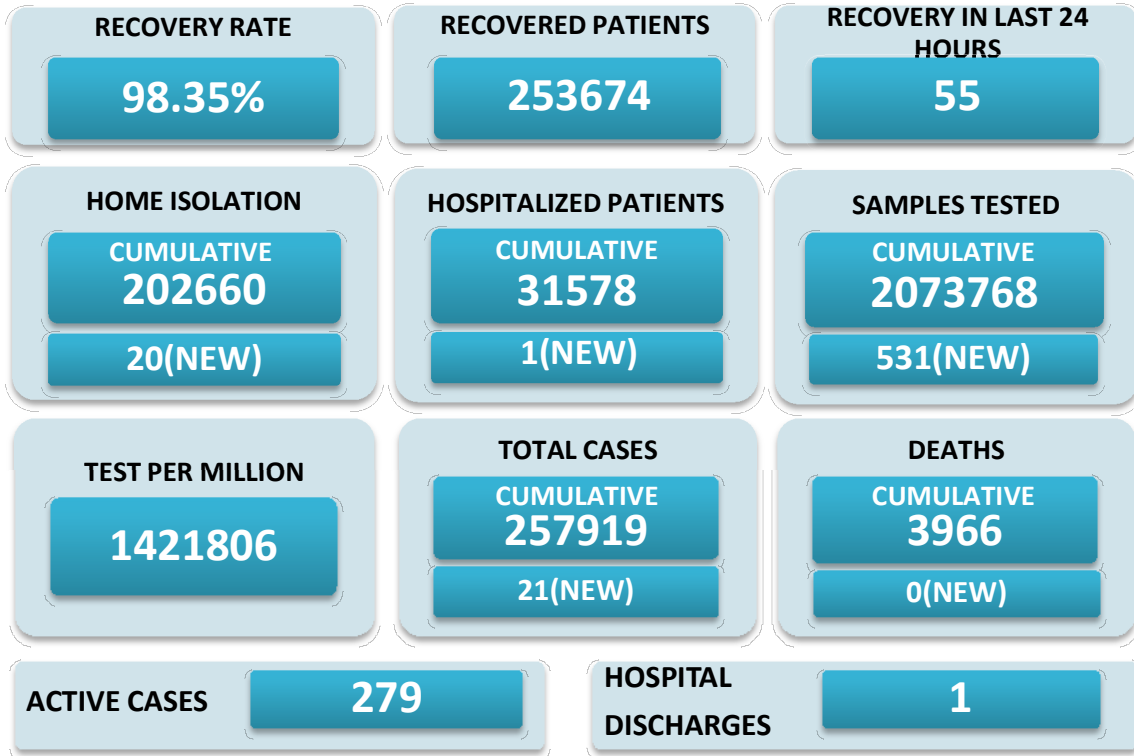 RECOVERY RATE
98.35%
RECOVERED PATIENTS
253674
RECOVERY IN LAST 24
HOURS
55
HOME ISOLATION
CUMULATIVE
202660
20(NEW)
HOSPITALIZED PATIENTS
CUMULATIVE
31578
1(NEW)
SAMPLES TESTED
CUMULATIVE
2073768
531(NEW)
TEST PER MILLION
1421806
TOTAL CASES
CUMULATIVE
257919
21(NEW)
DEATHS
CUMULATIVE
3966
0(NEW)
ACTIVE CASES
279
HOSPITAL
DISCHARGES
1